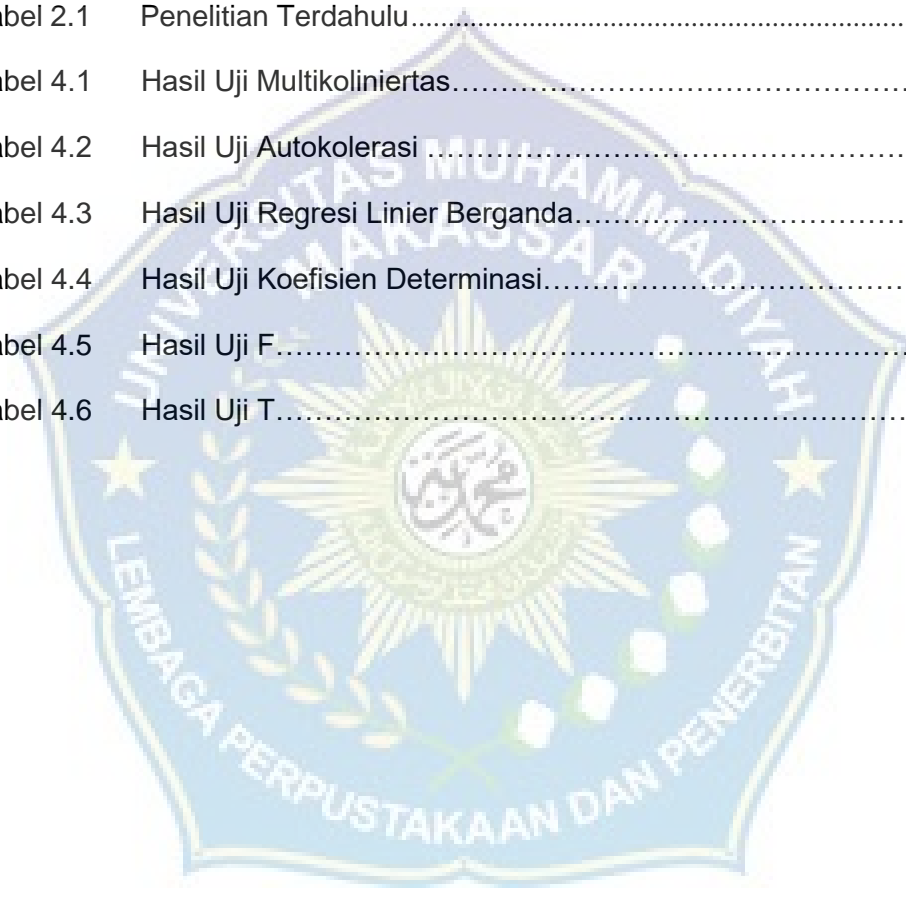 abel 2.1 Penelitian Terdahulu
abel 4.1 Hasil Uji Multikoliniertas
abel 4.2 Hasil Uji Autokolerasi
abel 4.3 Hasil Uji Regresi Linier Berganda
abel 4.4 Hasil Uji Koefisien Determinasi
abel 4.5 Hasil Uji F
abel 4.6 Hasil Uji T
UNIVERSITAS MUHAMMADIYAH
MAKASSAR
LEMBAGA PERPUSTAKAAN DAN PENERBITAN